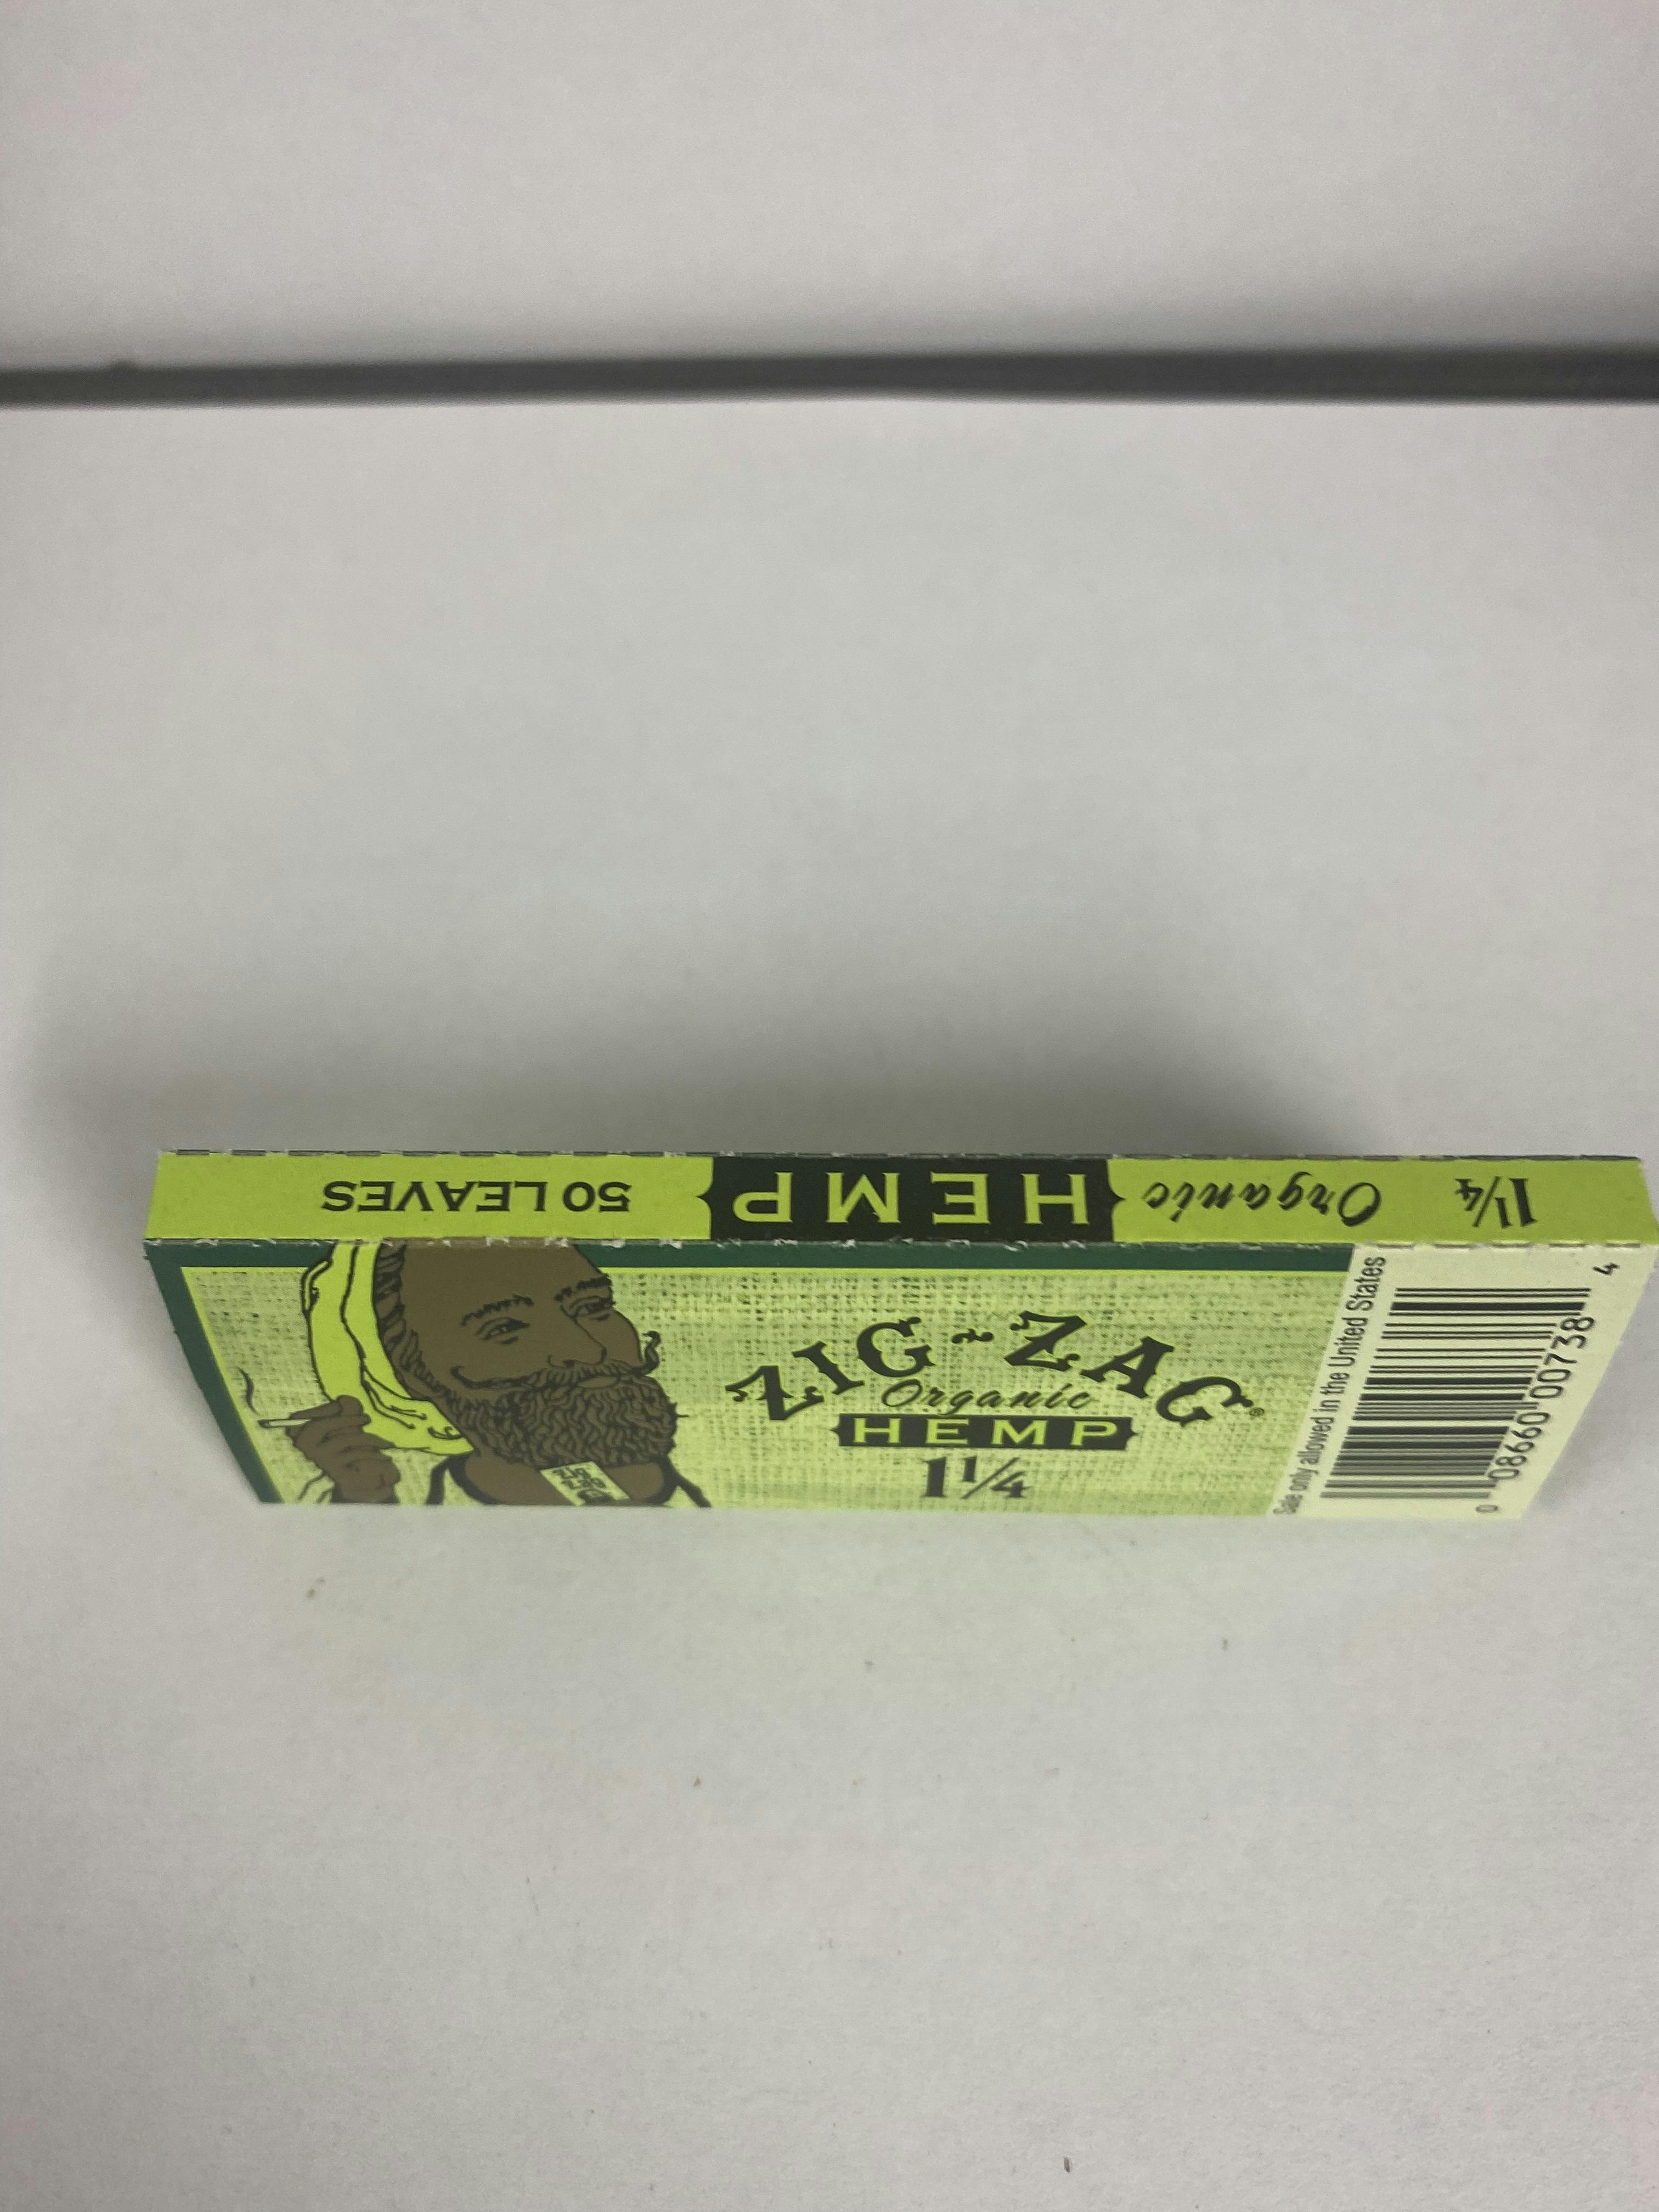 1¼ Organic HEMP 50 LEAVES
ZIG-ZAG®
Organic
HEMP
1¼
Sale only allowed in the United States
0 08660 00738 4